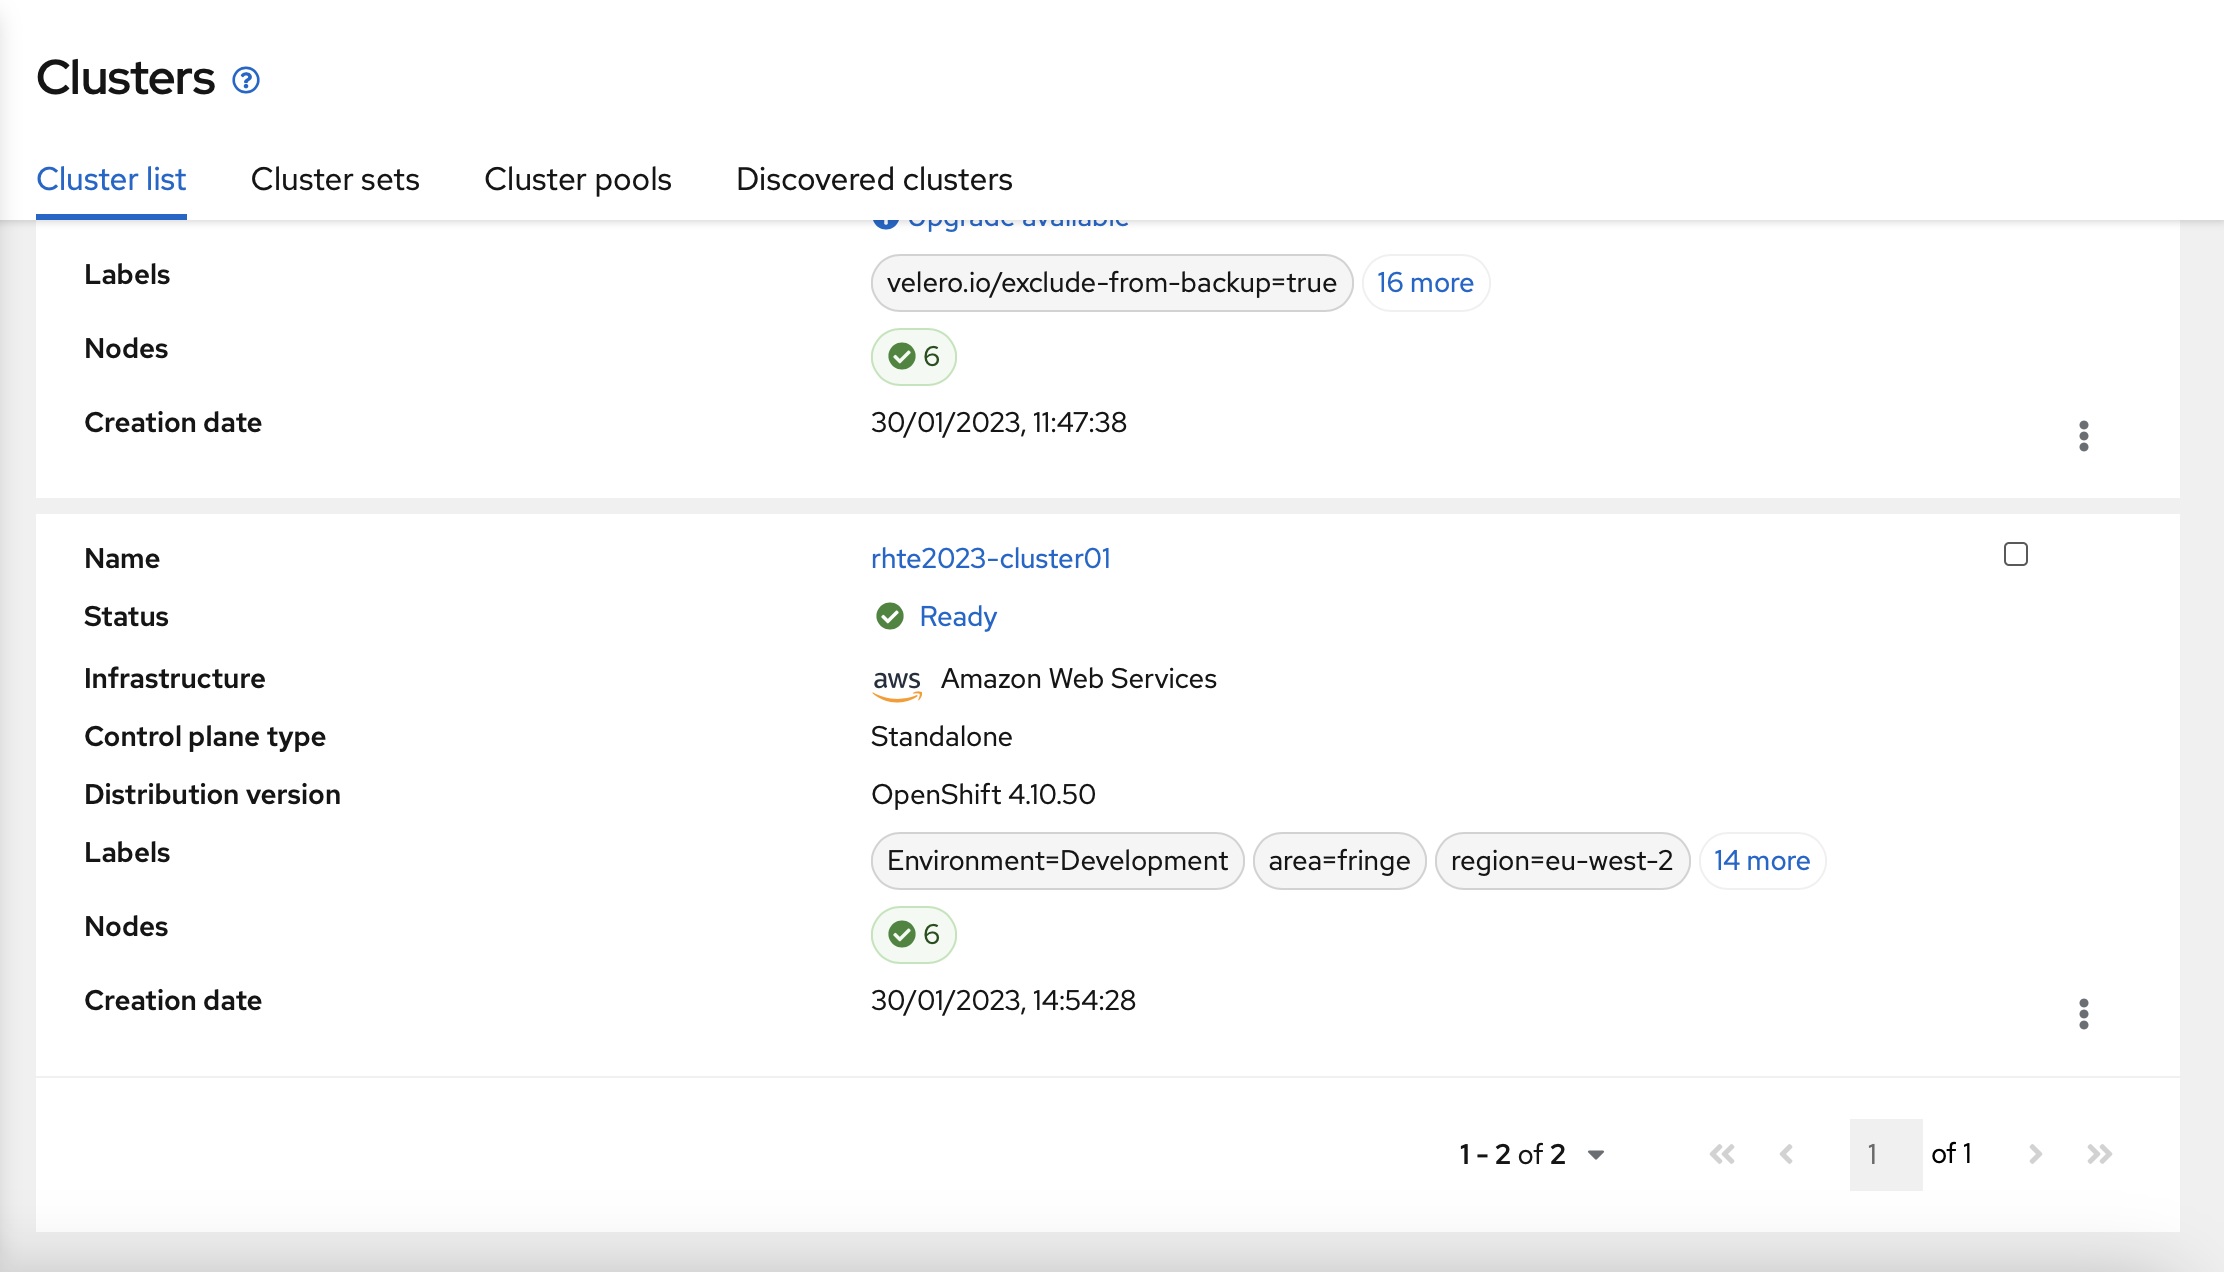 Clusters
Cluster list Cluster sets Cluster pools Discovered clusters
Upgrade available
Labels velero.io/exclude-from-backup=true 16 more
Nodes 6
Creation date 30/01/2023, 11:47:38
Name rhte2023-cluster01
Status Ready
Infrastructure aws Amazon Web Services
Control plane type Standalone
Distribution version OpenShift 4.10.50
Labels Environment=Development area=fringe region=eu-west-2 14 more
Nodes 6
Creation date 30/01/2023, 14:54:28
1 - 2 of 2 1 of 1